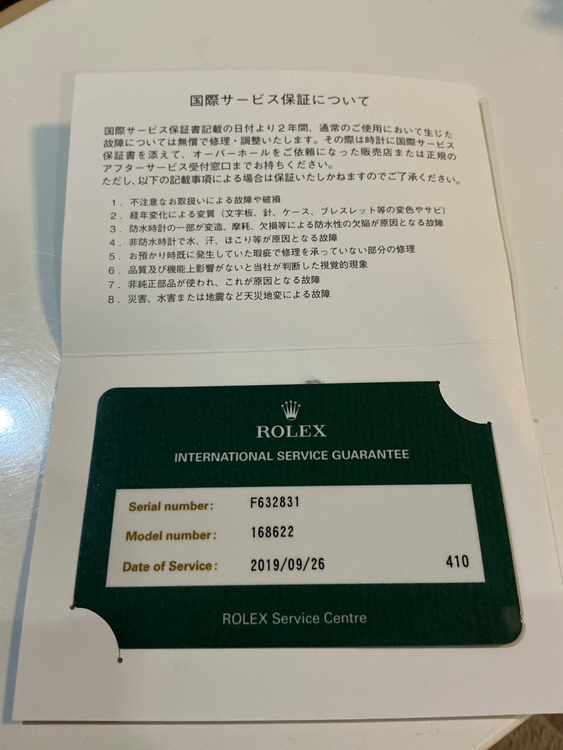 国際サービス保証について
国際サービス保証書記載の日付より２年間、通常のご使用において生じた
故障については無償で修理・調整いたします。その際は時計に国際サービス
保証書を添えて、オーバーホールをご依頼になった販売店または正規の
アフターサービス受付窓口までお持ちください。
ただし、以下の記載事項による場合は保証いたしかねますのでご了承ください。
１．不注意なお取扱いによる故障や破損
２．経年変化による変質（文字板、針、ケース、ブレスレット等の変色やサビ）
３．防水時計の一部が変造、摩耗、欠損等による防水性の欠陥が原因となる故障
４．非防水時計で水、汗、ほこり等が原因となる故障
５．お預かり時既に発生していた瑕疵で修理を承っていない部分の修理
６．品質及び機能上影響がないと当社が判断した視覚的現象
７．非純正部品が使われ、これが原因となる故障
８．災害、水害または地震など天災地変による故障
ROLEX
INTERNATIONAL SERVICE GUARANTEE
Serial number: F632831
Model number: 168622
Date of Service: 2019/09/26 410
ROLEX Service Centre